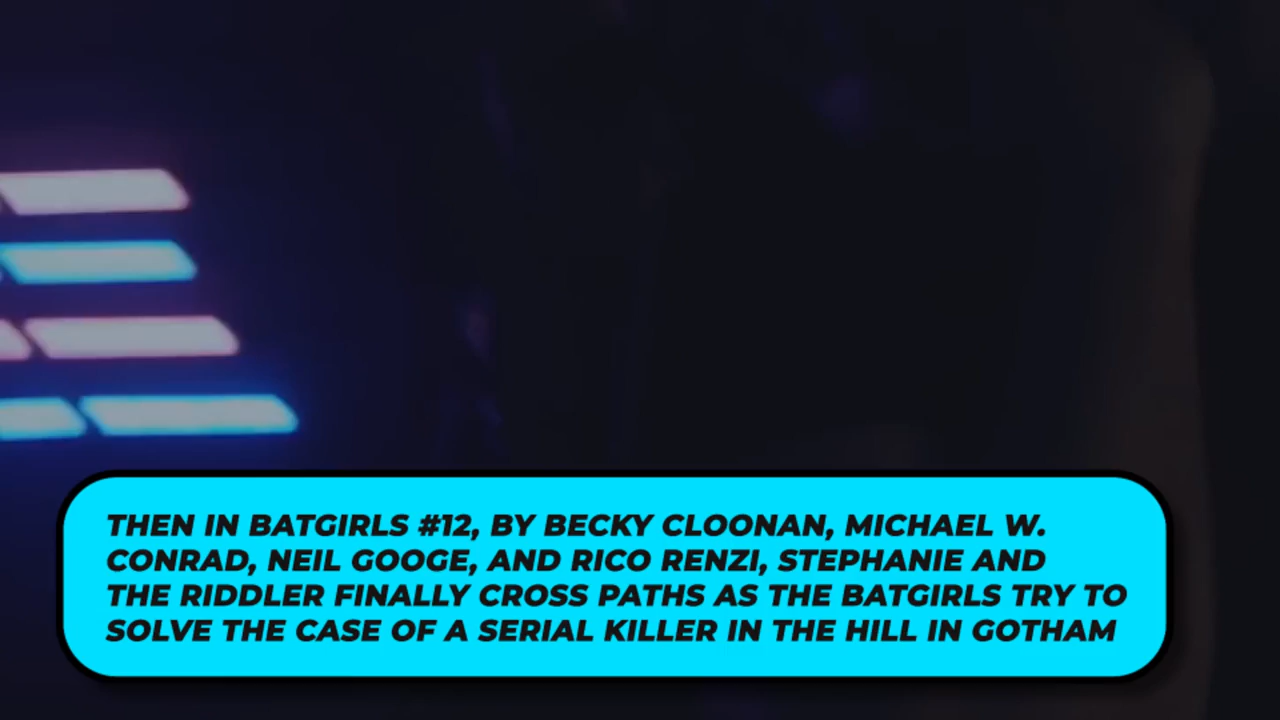 THEN IN BATGIRLS #12, BY BECKY CLOONAN, MICHAEL W.
CONRAD, NEIL GOOGE, AND RICO RENZI, STEPHANIE AND
THE RIDDLER FINALLY CROSS PATHS AS THE BATGIRLS TRY TO
SOLVE THE CASE OF A SERIAL KILLER IN THE HILL IN GOTHAM